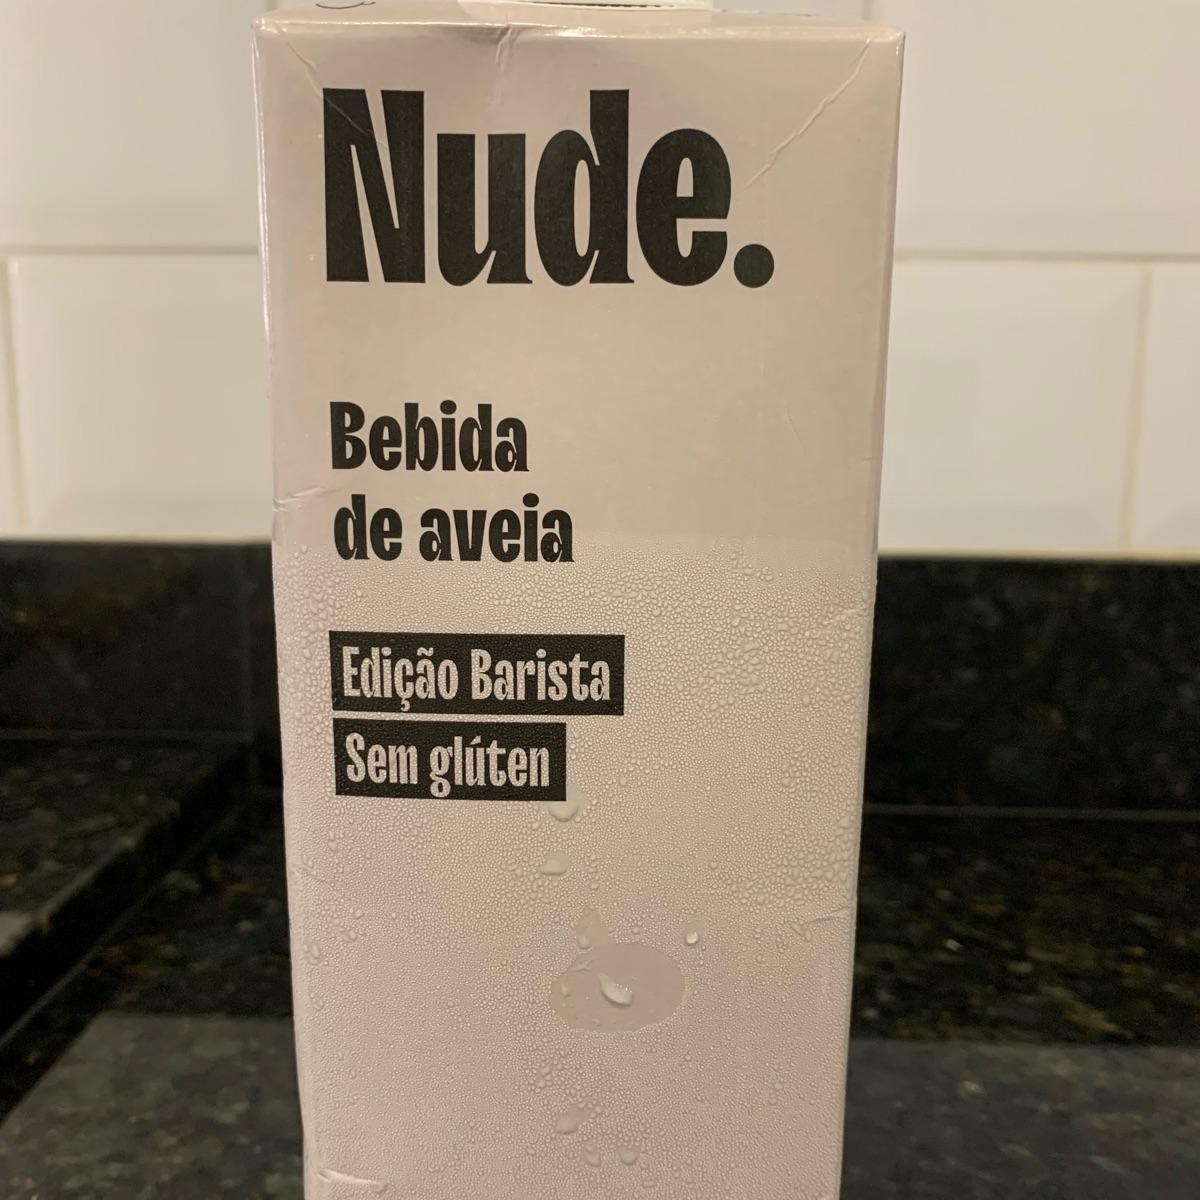 Nude.
Bebida
de aveia
Edição Barista
Sem glúten